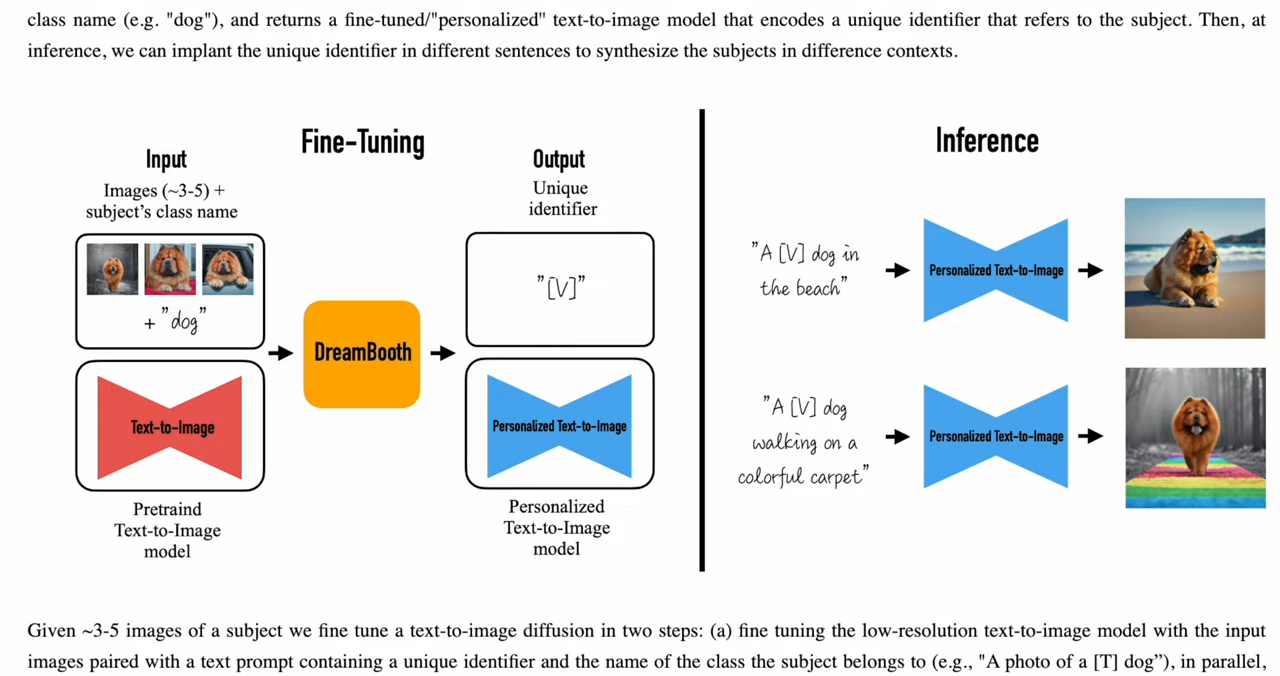 class name (e.g. "dog"), and returns a fine-tuned/"personalized" text-to-image model that encodes a unique identifier that refers to the subject. Then, at
inference, we can implant the unique identifier in different sentences to synthesize the subjects in difference contexts.
Fine-Tuning
Input
Images (~3-5) +
subject's class name
+ "dog"
Text-to-Image
Pretraind
Text-to-Image
model
DreamBooth
Output
Unique
identifier
"[V]"
Personalized Text-to-Image
Personalized
Text-to-Image
model
Inference
"A [V] dog in
the beach"
Personalized Text-to-Image
"A [V] dog
walking on a
colorful carpet"
Personalized Text-to-Image
Given ~3-5 images of a subject we fine tune a text-to-image diffusion in two steps: (a) fine tuning the low-resolution text-to-image model with the input
images paired with a text prompt containing a unique identifier and the name of the class the subject belongs to (e.g., "A photo of a [T] dog”), in parallel,